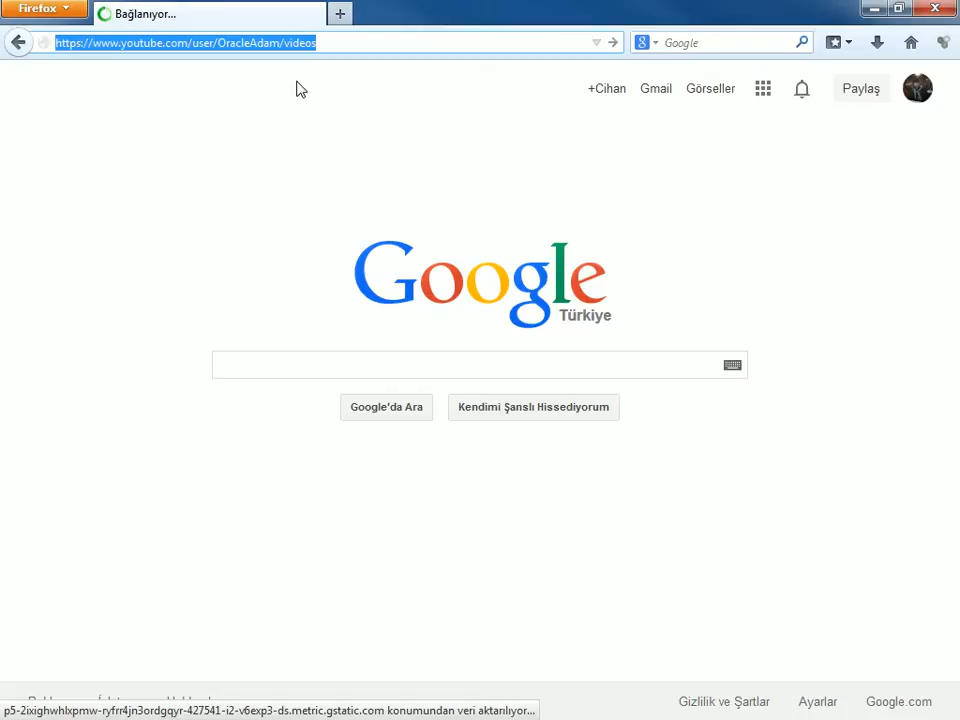 Firefox
Bağlanıyor...
https://www.youtube.com/user/OracleAdam/videos
Google
+Cihan Gmail Görseller Paylaş
Google
Türkiye
Google'da Ara Kendimi Şanslı Hissediyorum
Gizlilik ve Şartlar Ayarlar Google.com
p5-2ixighwhlxpmw-ryfrr4jn3ordgqyr-427541-i2-v6exp3-ds.metric.gstatic.com konumundan veri aktarılıyor...